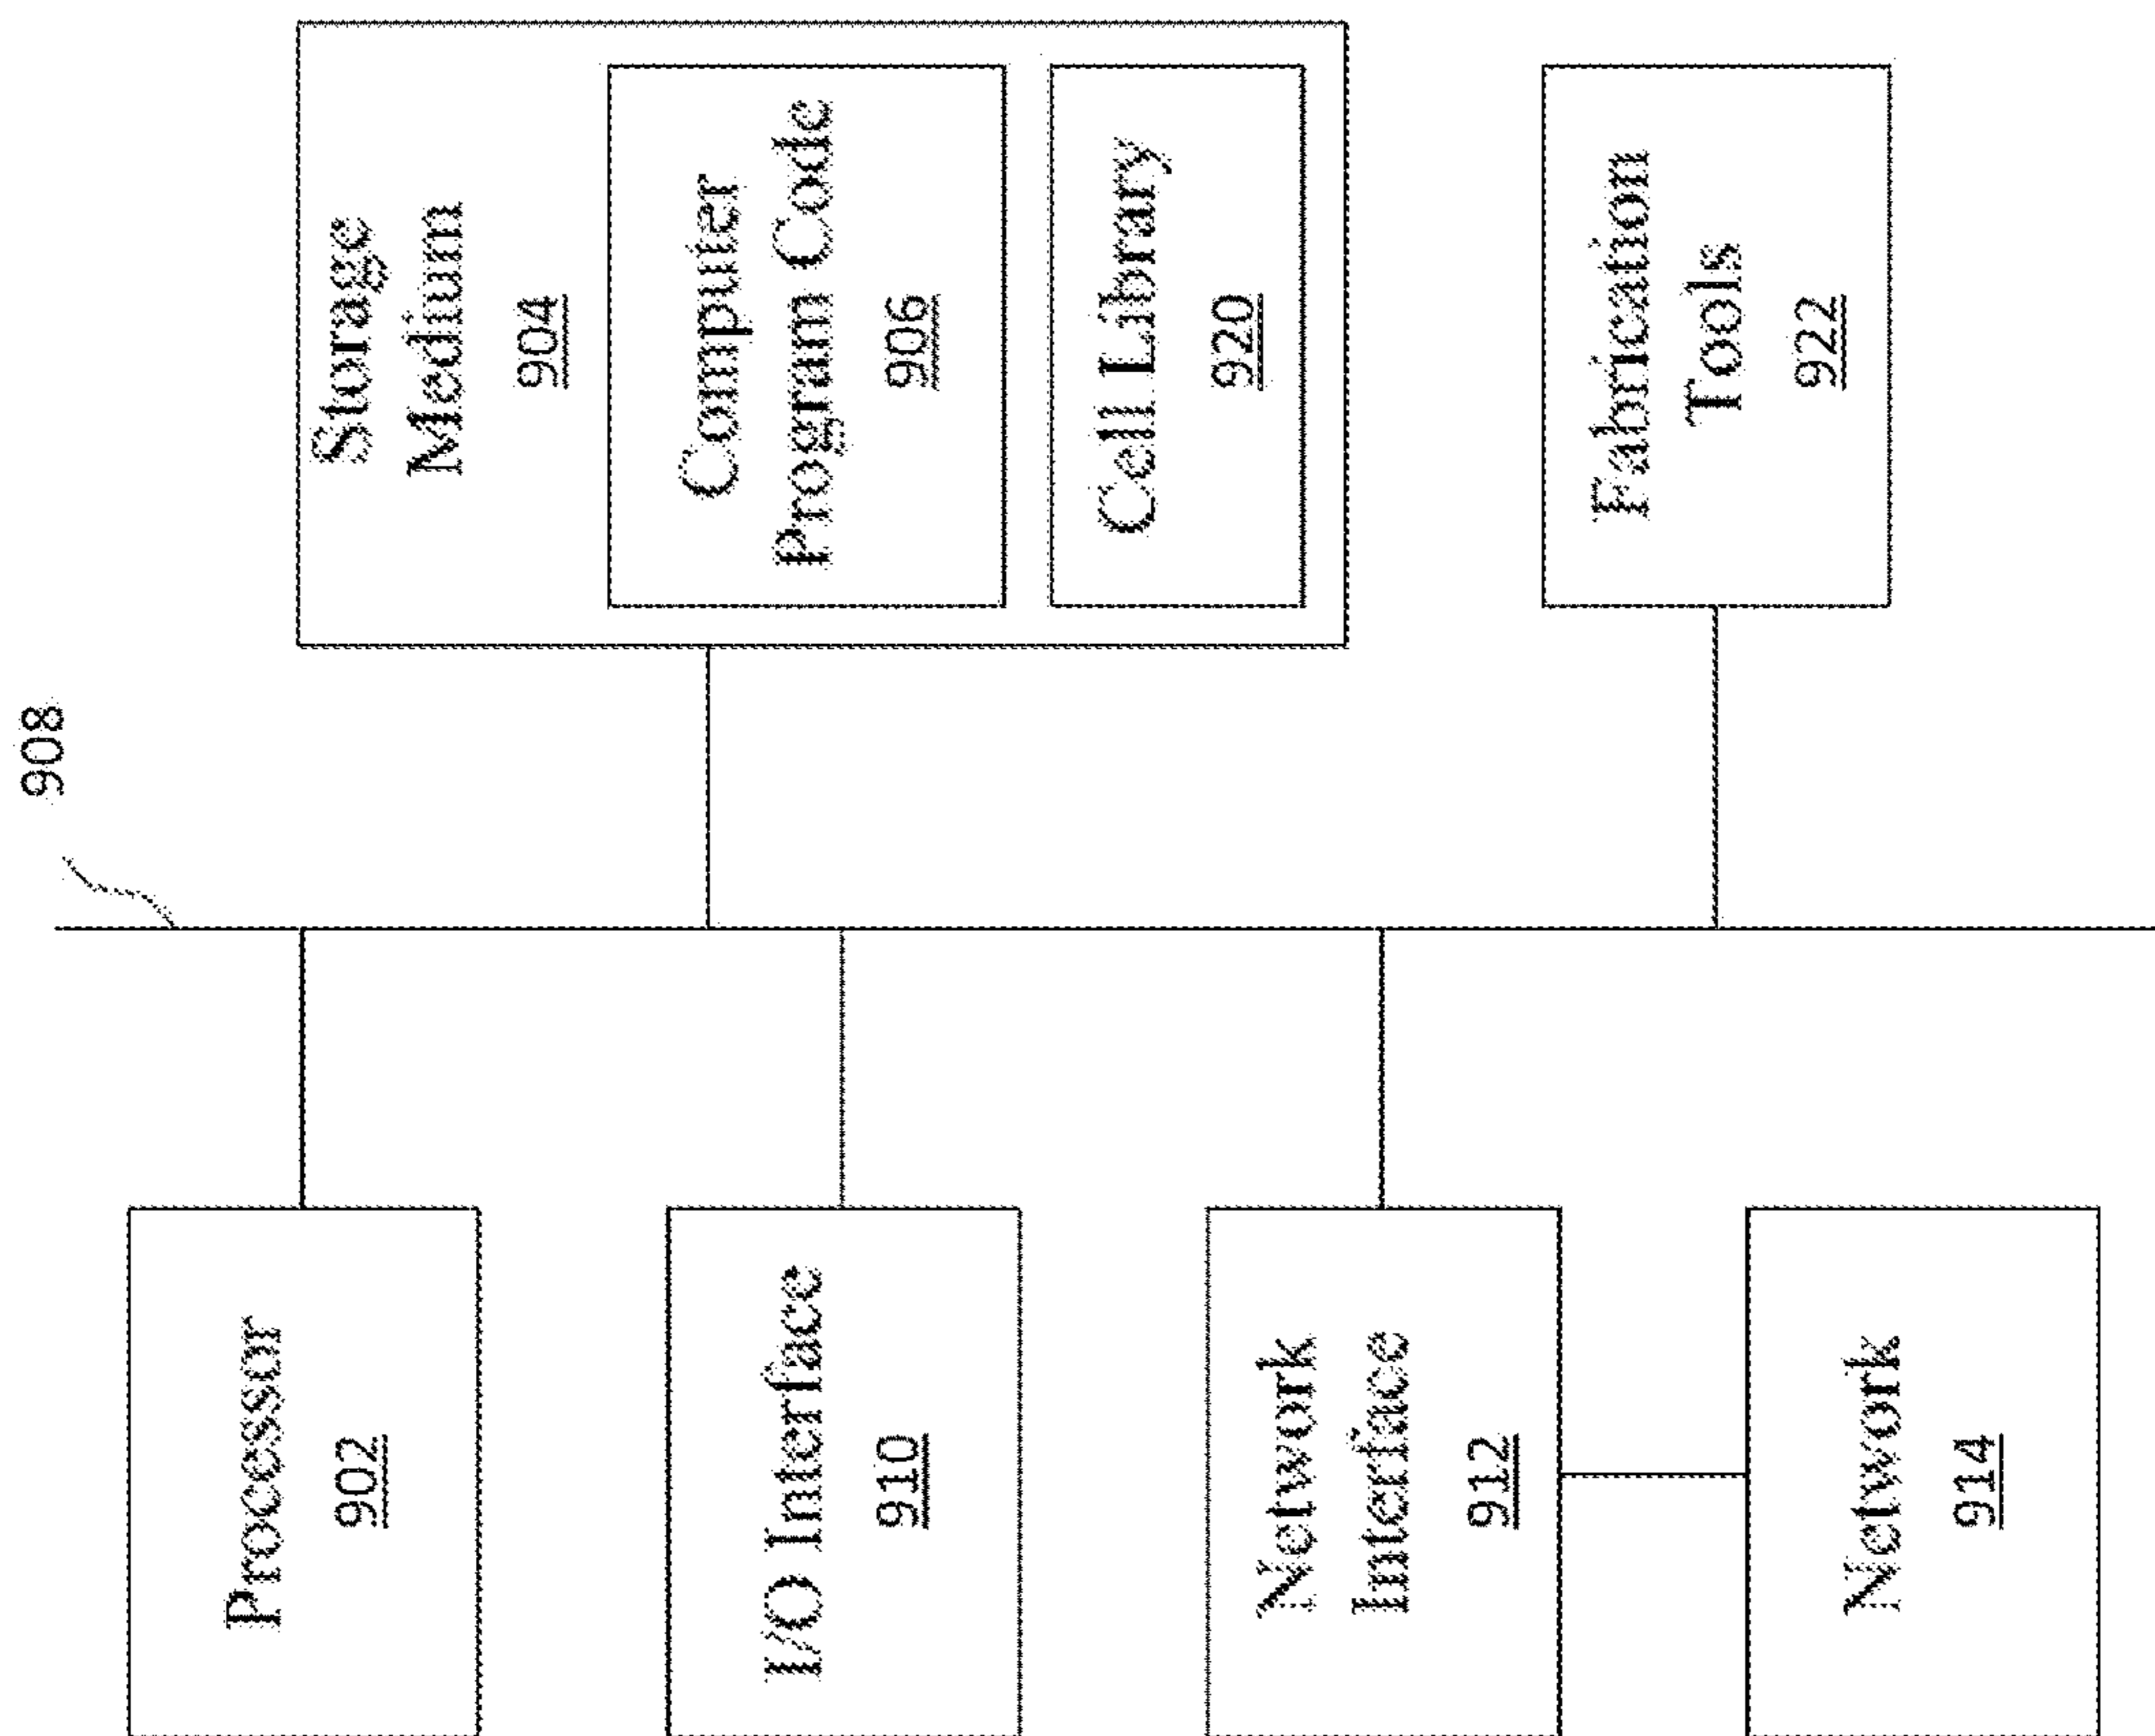 908
Processor
902
Storage
Medium
904
I/O Interface
910
Computer
Program Code
906
Cell Library
920
Network
Interface
912
Fabrication
Tools
922
Network
914